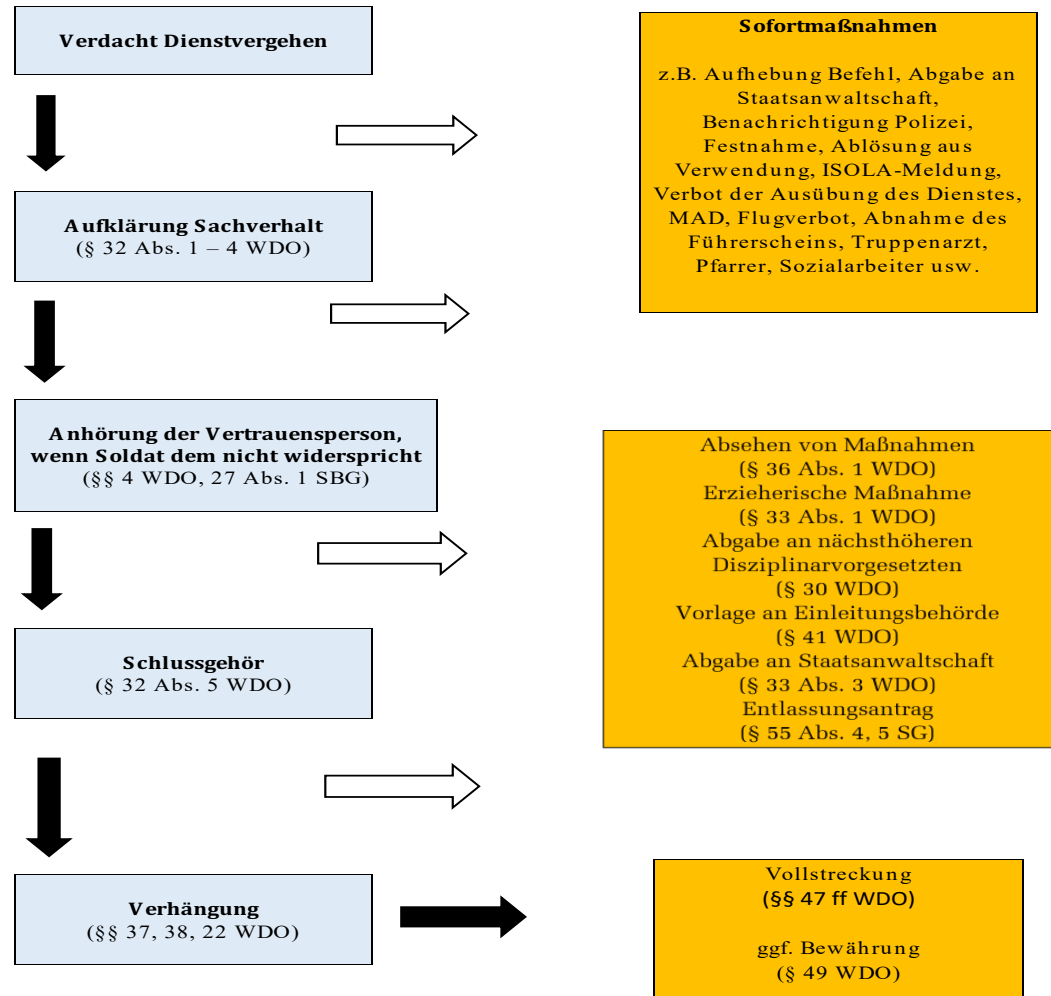 Verdacht Dienstvergehen
Sofortmaßnahmen
z.B. Aufhebung Befehl, Abgabe an
Staatsanwaltschaft,
Benachrichtigung Polizei,
Festnahme, Ablösung aus
Verwendung, ISOLA-Meldung,
Verbot der Ausübung des Dienstes,
MAD, Flugverbot, Abnahme des
Führerscheins, Truppenarzt,
Pfarrer, Sozialarbeiter usw.
Aufklärung Sachverhalt
(§ 32 Abs. 1 – 4 WDO)
Anhörung der Vertrauensperson,
wenn Soldat dem nicht widerspricht
(§§ 4 WDO, 27 Abs. 1 SBG)
Absehen von Maßnahmen
(§ 36 Abs. 1 WDO)
Erzieherische Maßnahme
(§ 33 Abs. 1 WDO)
Abgabe an nächsthöheren
Disziplinarvorgesetzten
(§ 30 WDO)
Vorlage an Einleitungsbehörde
(§ 41 WDO)
Abgabe an Staatsanwaltschaft
(§ 33 Abs. 3 WDO)
Entlassungsantrag
(§ 55 Abs. 4, 5 SG)
Schlussgehör
(§ 32 Abs. 5 WDO)
Verhängung
(§§ 37, 38, 22 WDO)
Vollstreckung
(§§ 47 ff WDO)
ggf. Bewährung
(§ 49 WDO)